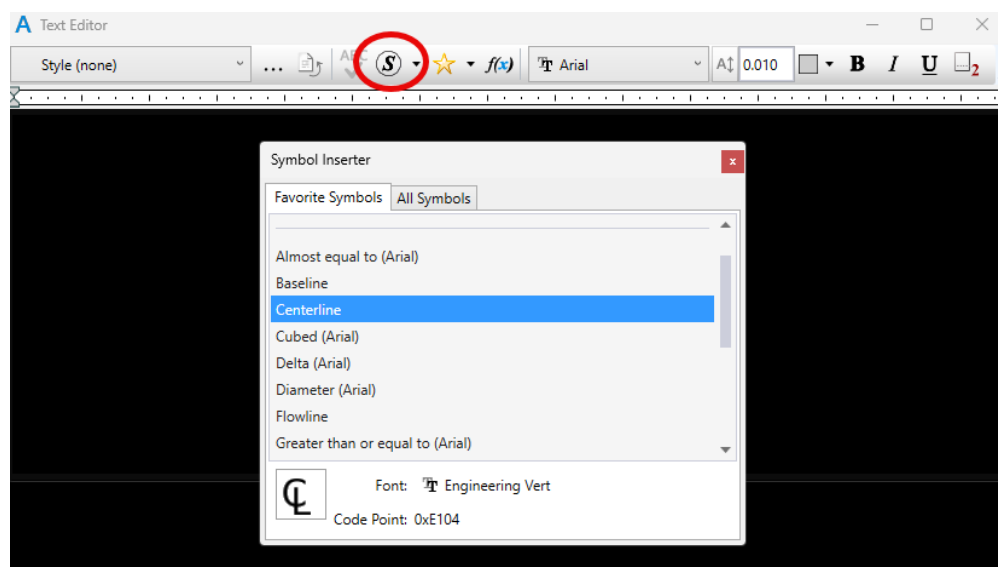 A Text Editor
Style (none) ... ABC S f(x) Arial 0.010 B I U 2
Symbol Inserter x
Favorite Symbols All Symbols
Almost equal to (Arial)
Baseline
Centerline
Cubed (Arial)
Delta (Arial)
Diameter (Arial)
Flowline
Greater than or equal to (Arial)
℄ Font: Engineering Vert
Code Point: 0xE104